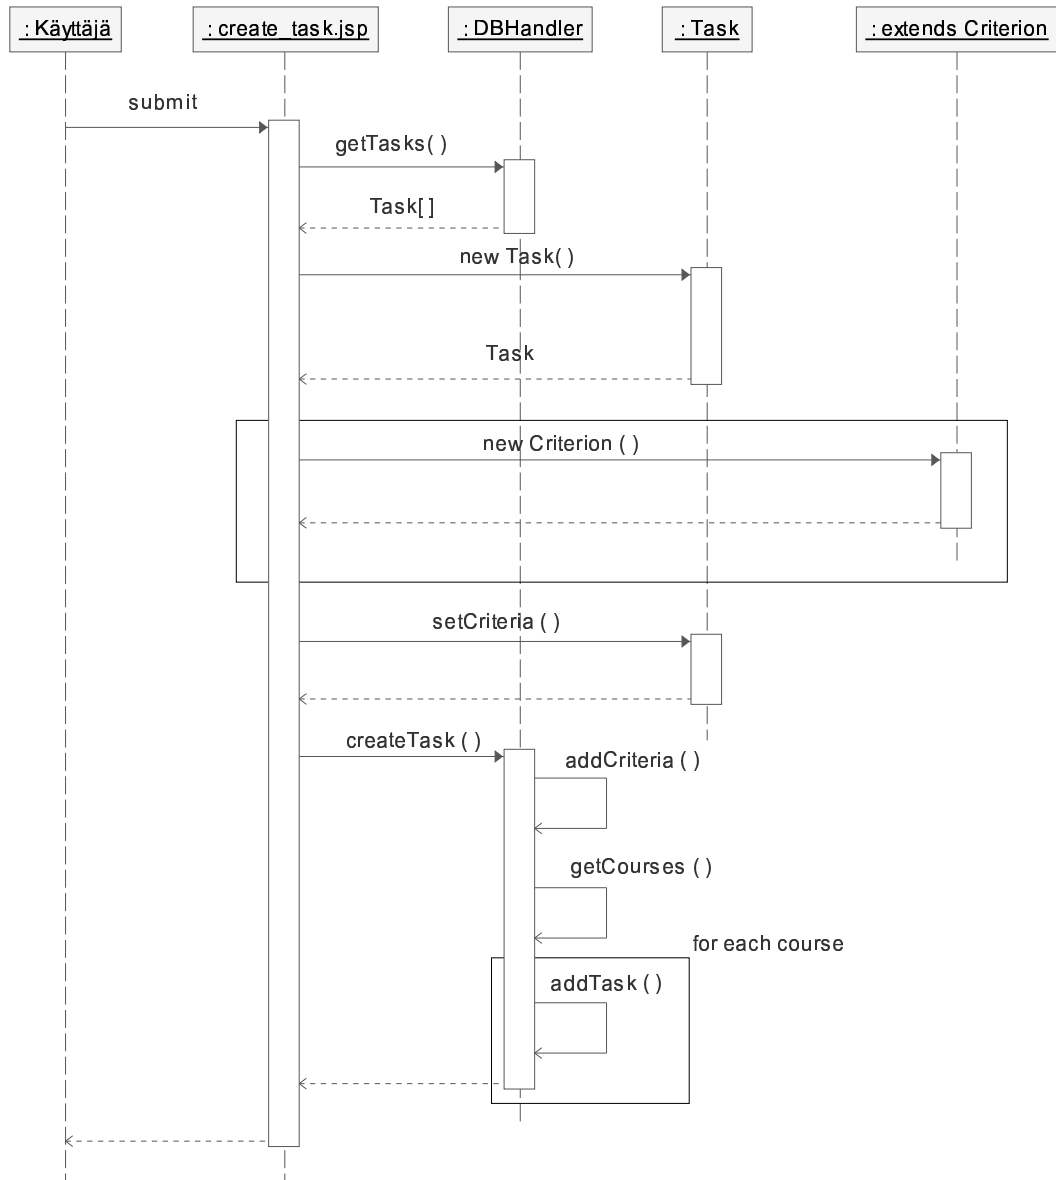 : Käyttäjä
: create_task.jsp
: DBHandler
: Task
: extends Criterion
submit
getTasks( )
Task[ ]
new Task( )
Task
new Criterion ( )
setCriteria ( )
createTask ( )
addCriteria ( )
getCourses ( )
for each course
addTask ( )